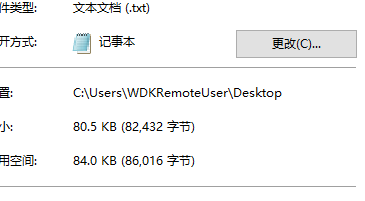 件类型: 文本文档 (.txt)
开方式: 记事本 更改(C)...
置: C:\Users\WDKRemoteUser\Desktop
小: 80.5 KB (82,432 字节)
用空间: 84.0 KB (86,016 字节)